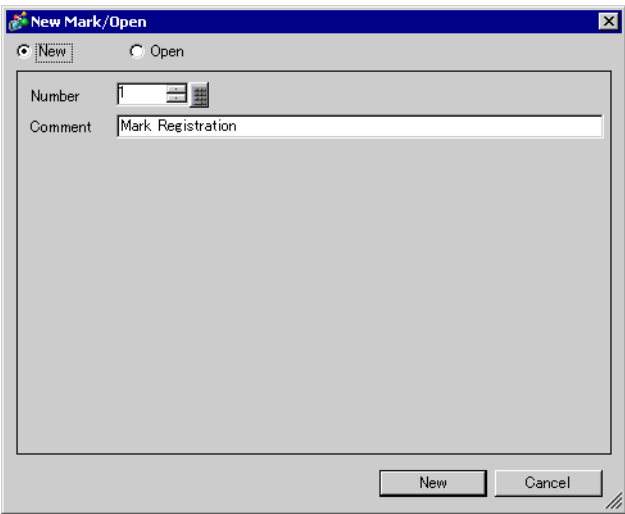 New Mark/Open
New Open
Number 1
Comment Mark Registration
New Cancel